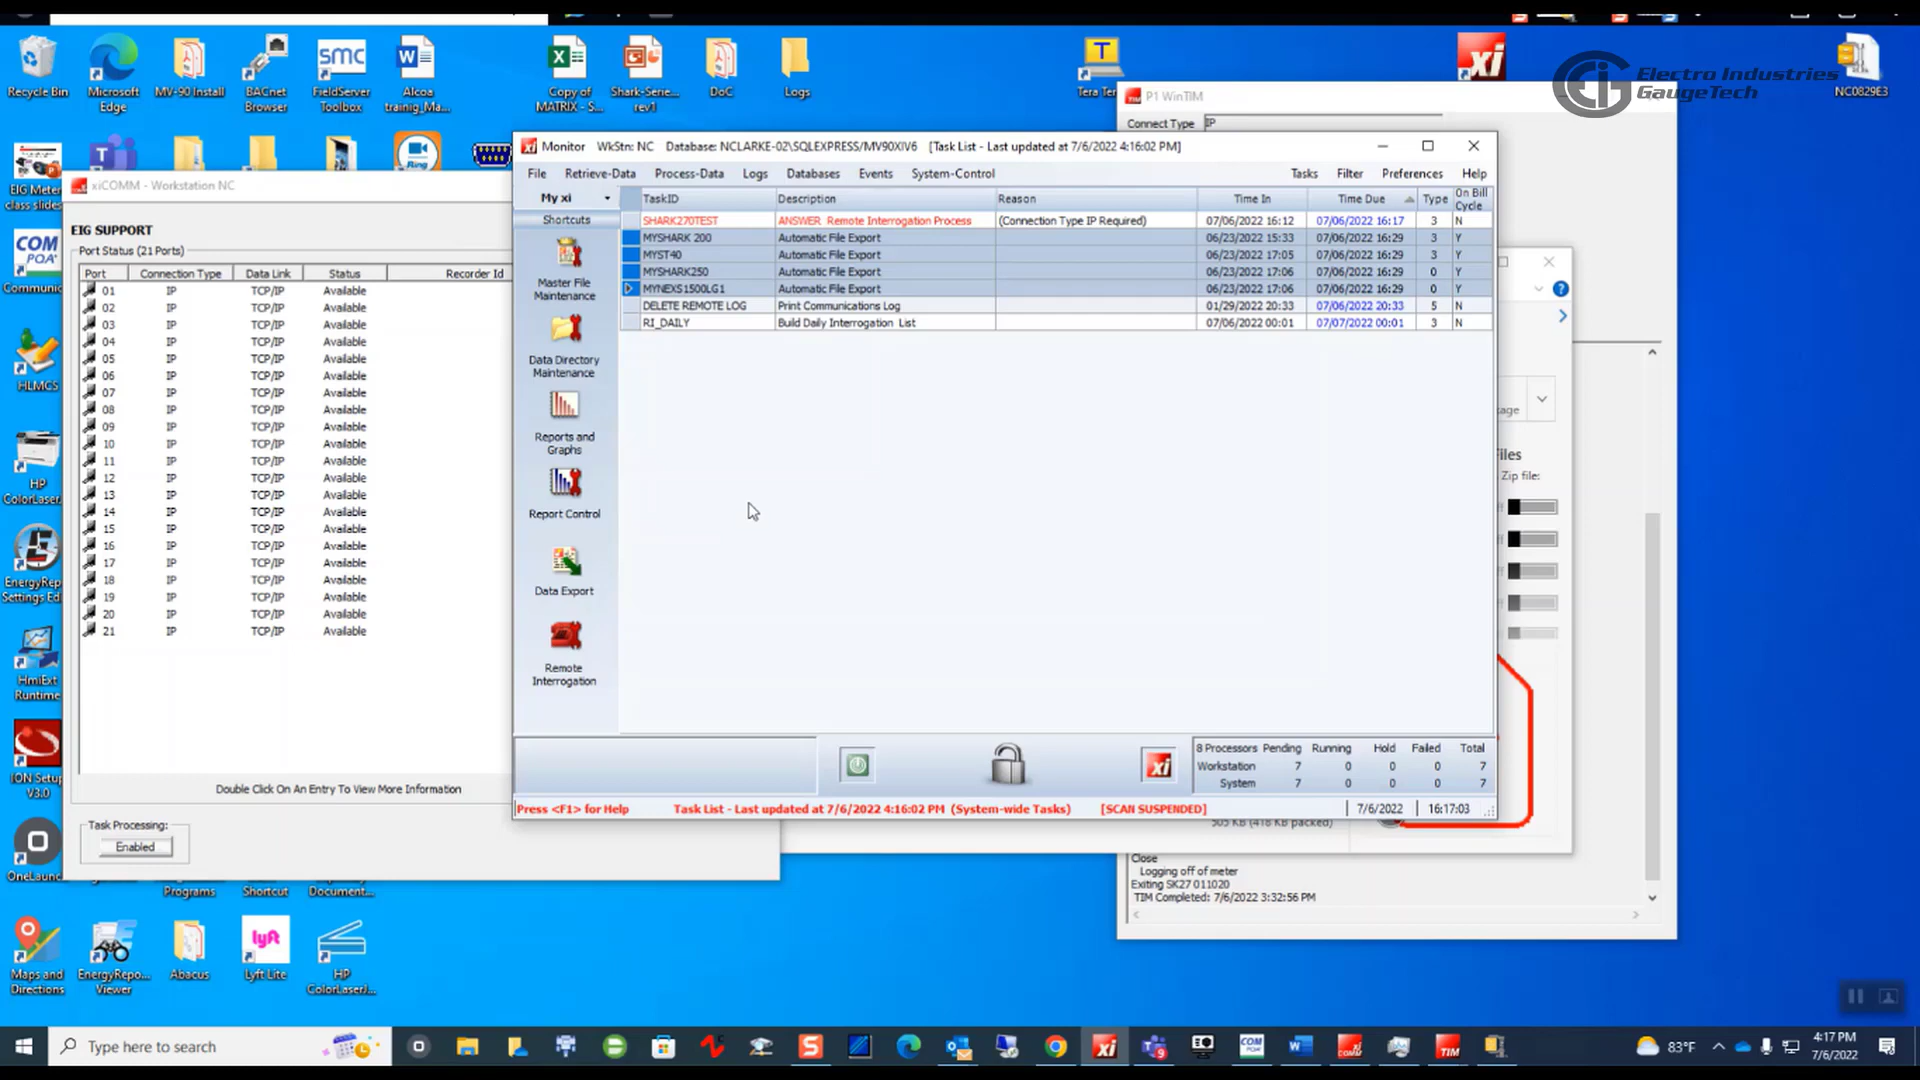 Recycle Bin
Microsoft
Edge
MV-90 Install
BACnet
Browser
FieldServer
Toolbox
Alcoa
trainig_Ma...
Copy of
MATRIX - S...
Shark-Serie...
rev1
DoC
Logs
Tera Ter
NC0829E3
Electro Industries
GaugeTech
P1 WinTIM
Connect Type
IP
EIG Mete
class slides
Communic
HLMCS
HP
ColorLaser
EnergyRep
Settings Ed
HmiExt
Runtime
ION Setup
V3.0
OneLaun
Programs
Shortcut
Document...
Maps and
Directions
EnergyRepo...
Viewer
Abacus
Lyft Lite
HP
ColorLaserJ...
xiCOMM - Workstation NC
EIG SUPPORT
Port Status (21 Ports)
Port Connection Type Data Link Status Recorder Id
01 IP TCP/IP Available
02 IP TCP/IP Available
03 IP TCP/IP Available
04 IP TCP/IP Available
05 IP TCP/IP Available
06 IP TCP/IP Available
07 IP TCP/IP Available
08 IP TCP/IP Available
09 IP TCP/IP Available
10 IP TCP/IP Available
11 IP TCP/IP Available
12 IP TCP/IP Available
13 IP TCP/IP Available
14 IP TCP/IP Available
15 IP TCP/IP Available
16 IP TCP/IP Available
17 IP TCP/IP Available
18 IP TCP/IP Available
19 IP TCP/IP Available
20 IP TCP/IP Available
21 IP TCP/IP Available
Double Click On An Entry To View More Information
Task Processing:
Enabled
xi Monitor WkStn: NC Database: NCLARKE-02\SQLEXPRESS/MV90XIV6 [Task List - Last updated at 7/6/2022 4:16:02 PM]
File Retrieve-Data Process-Data Logs Databases Events System-Control Tasks Filter Preferences Help
My xi
Shortcuts
Master File
Maintenance
Data Directory
Maintenance
Reports and
Graphs
Report Control
Data Export
Remote
Interrogation
TaskID Description Reason Time In Time Due Type On Bill Cycle
SHARK270TEST ANSWER Remote Interrogation Process (Connection Type IP Required) 07/06/2022 16:12 07/06/2022 16:17 3 N
MYSHARK 200 Automatic File Export 06/23/2022 15:33 07/06/2022 16:29 3 Y
MYST40 Automatic File Export 06/23/2022 17:05 07/06/2022 16:29 3 Y
MYSHARK250 Automatic File Export 06/23/2022 17:06 07/06/2022 16:29 0 Y
MYNEXS1500LG1 Automatic File Export 06/23/2022 17:06 07/06/2022 16:29 0 Y
DELETE REMOTE LOG Print Communications Log 01/29/2022 20:33 07/06/2022 20:33 5 N
RI_DAILY Build Daily Interrogation List 07/06/2022 00:01 07/07/2022 00:01 3 N
8 Processors Pending Running Hold Failed Total
Workstation 7 0 0 0 7
System 7 0 0 0 7
Press <F1> for Help Task List - Last updated at 7/6/2022 4:16:02 PM (System-wide Tasks) [SCAN SUSPENDED] 7/6/2022 16:17:03
Zip file:
505 KB (418 KB packed)
Close
Logging off of meter
Exiting SK27 011020
TIM Completed: 7/6/2022 3:32:56 PM
Type here to search
83°F
4:17 PM
7/6/2022